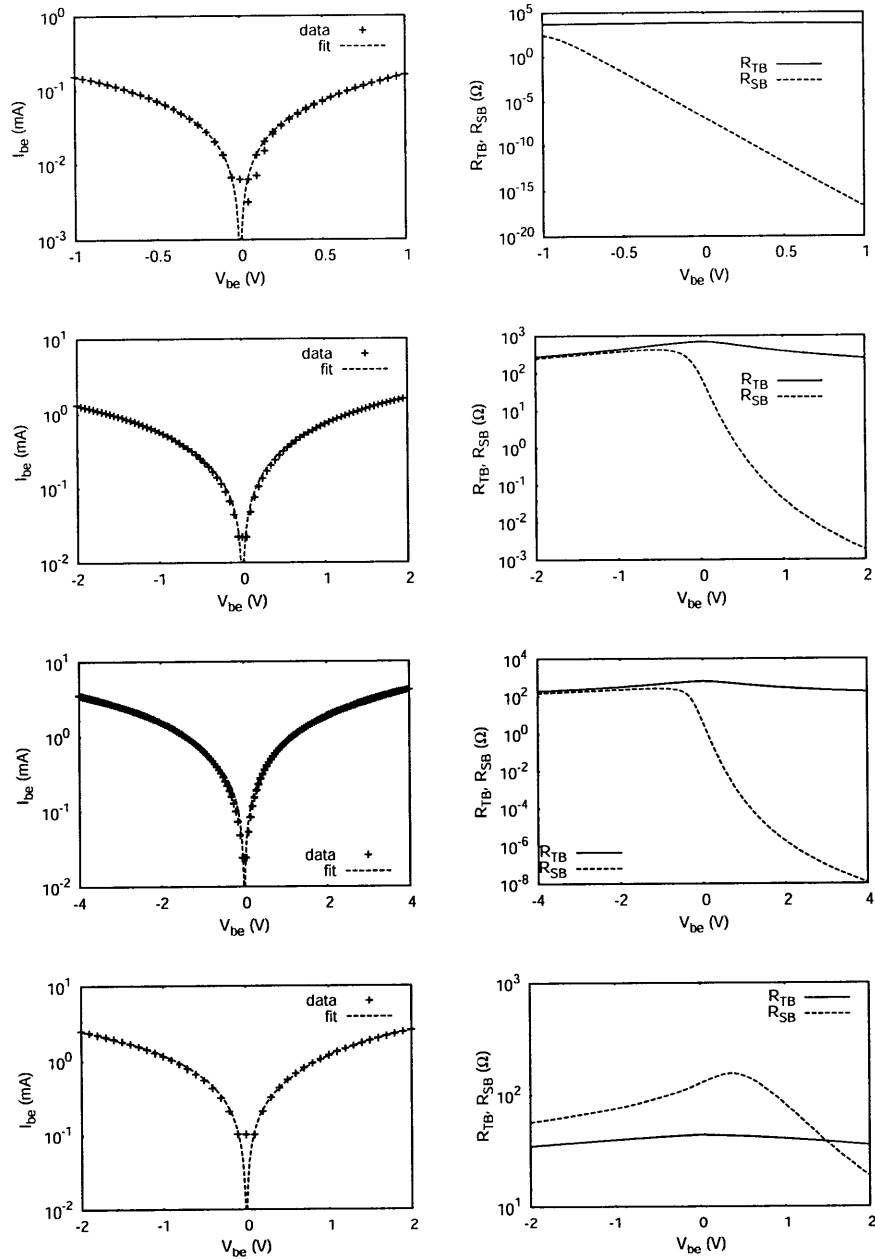 10^0
10^-1
10^-2
10^-3
I_be (mA)
data
fit
-1 -0.5 0 0.5 1
V_be (V)
10^5
10^0
10^-5
10^-10
10^-15
10^-20
R_TB, R_SB (Ω)
R_TB
R_SB
-1 -0.5 0 0.5 1
V_be (V)
10^1
10^0
10^-1
10^-2
I_be (mA)
data
fit
-2 -1 0 1 2
V_be (V)
10^3
10^2
10^1
10^0
10^-1
10^-2
10^-3
R_TB, R_SB (Ω)
R_TB
R_SB
-2 -1 0 1 2
V_be (V)
10^1
10^0
10^-1
10^-2
I_be (mA)
data
fit
-4 -2 0 2 4
V_be (V)
10^4
10^2
10^0
10^-2
10^-4
10^-6
10^-8
R_TB, R_SB (Ω)
R_TB
R_SB
-4 -2 0 2 4
V_be (V)
10^1
10^0
10^-1
10^-2
I_be (mA)
data
fit
-2 -1 0 1 2
V_be (V)
10^3
10^2
10^1
R_TB, R_SB (Ω)
R_TB
R_SB
-2 -1 0 1 2
V_be (V)